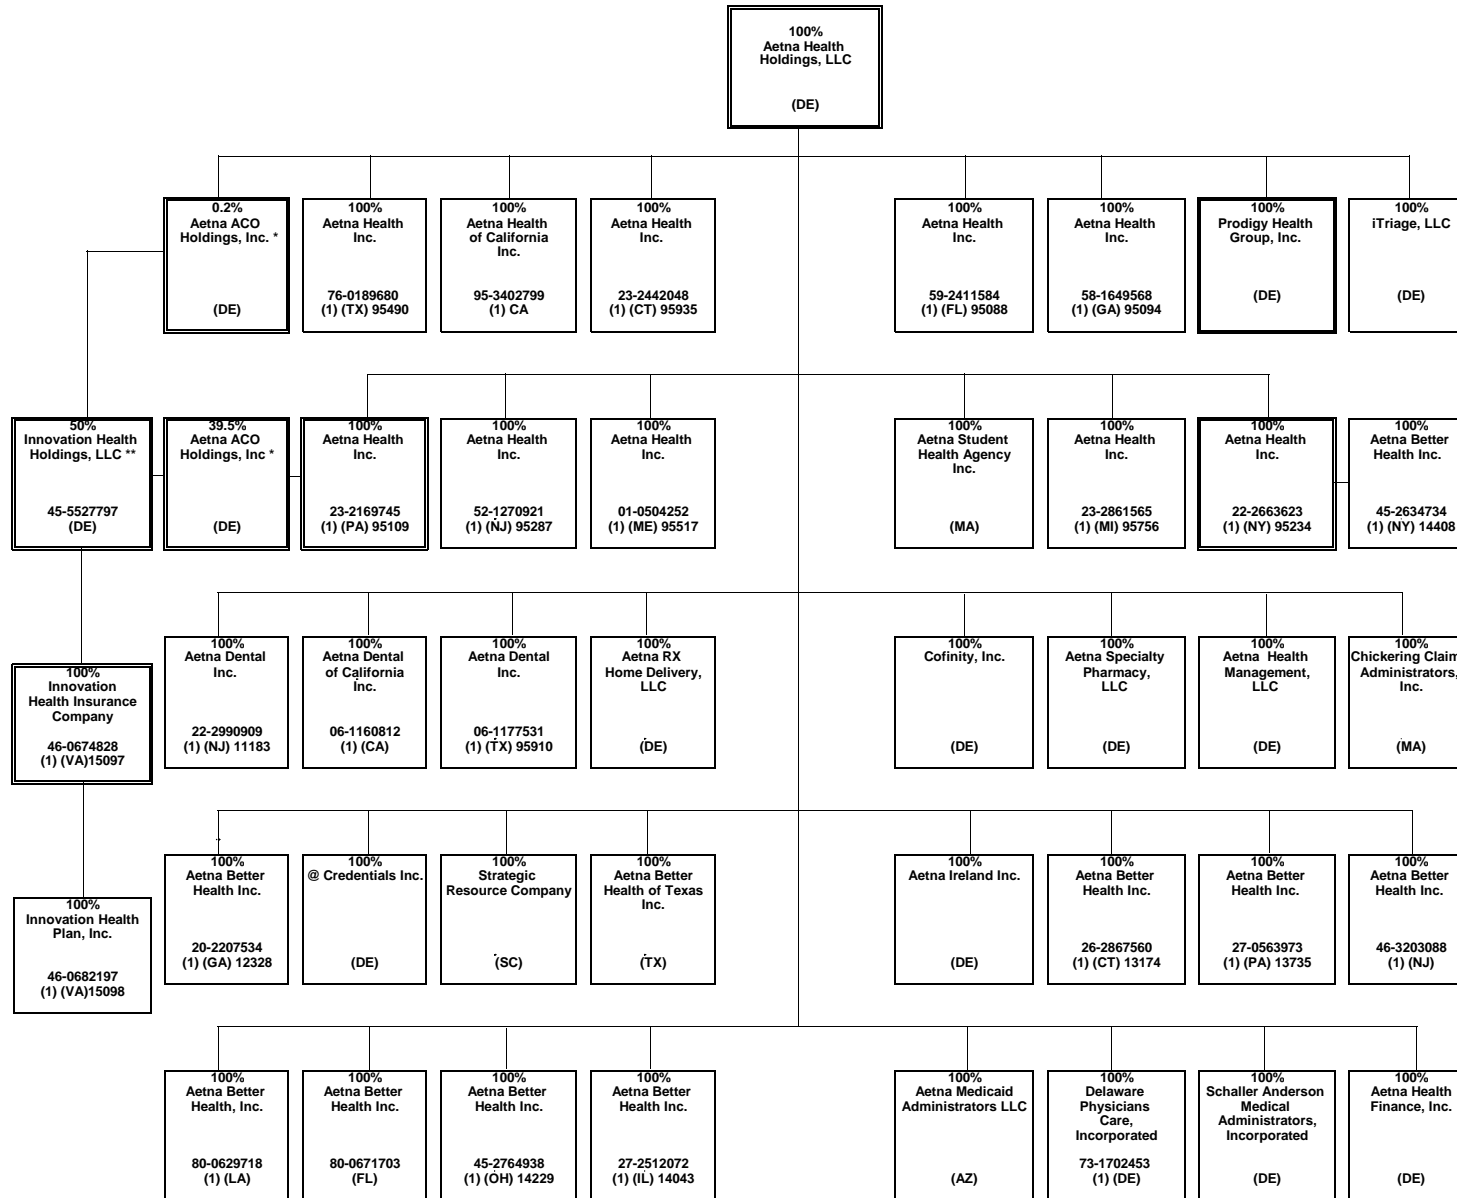 100%
Aetna Health
Holdings, LLC
(DE)
0.2%
Aetna ACO
Holdings, Inc. *
(DE)
100%
Aetna Health
Inc.
76-0189680
(1) (TX) 95490
100%
Aetna Health
of California
Inc.
95-3402799
(1) CA
100%
Aetna Health
Inc.
23-2442048
(1) (CT) 95935
100%
Aetna Health
Inc.
59-2411584
(1) (FL) 95088
100%
Aetna Health
Inc.
58-1649568
(1) (GA) 95094
100%
Prodigy Health
Group, Inc.
(DE)
100%
iTriage, LLC
(DE)
50%
Innovation Health
Holdings, LLC **
45-5527797
(DE)
39.5%
Aetna ACO
Holdings, Inc *
(DE)
100%
Aetna Health
Inc.
23-2169745
(1) (PA) 95109
100%
Aetna Health
Inc.
52-1270921
(1) (NJ) 95287
100%
Aetna Health
Inc.
01-0504252
(1) (ME) 95517
100%
Aetna Student
Health Agency
Inc.
(MA)
100%
Aetna Health
Inc.
23-2861565
(1) (MI) 95756
100%
Aetna Health
Inc.
22-2663623
(1) (NY) 95234
100%
Aetna Better
Health Inc.
45-2634734
(1) (NY) 14408
100%
Innovation
Health Insurance
Company
46-0674828
(1) (VA)15097
100%
Aetna Dental
Inc.
22-2990909
(1) (NJ) 11183
100%
Aetna Dental
of California
Inc.
06-1160812
(1) (CA)
100%
Aetna Dental
Inc.
06-1177531
(1) (TX) 95910
100%
Aetna RX
Home Delivery,
LLC
(DE)
100%
Cofinity, Inc.
(DE)
100%
Aetna Specialty
Pharmacy,
LLC
(DE)
100%
Aetna Health
Management,
LLC
(DE)
100%
Chickering Claim
Administrators,
Inc.
(MA)
100%
Innovation Health
Plan, Inc.
46-0682197
(1) (VA)15098
100%
Aetna Better
Health Inc.
20-2207534
(1) (GA) 12328
100%
@ Credentials Inc.
(DE)
100%
Strategic
Resource Company
(SC)
100%
Aetna Better
Health of Texas
Inc.
(TX)
100%
Aetna Ireland Inc.
(DE)
100%
Aetna Better
Health Inc.
26-2867560
(1) (CT) 13174
100%
Aetna Better
Health Inc.
27-0563973
(1) (PA) 13735
100%
Aetna Better
Health Inc.
46-3203088
(1) (NJ)
100%
Aetna Better
Health, Inc.
80-0629718
(1) (LA)
100%
Aetna Better
Health Inc.
80-0671703
(FL)
100%
Aetna Better
Health Inc.
45-2764938
(1) (OH) 14229
100%
Aetna Better
Health Inc.
27-2512072
(1) (IL) 14043
100%
Aetna Medicaid
Administrators LLC
(AZ)
100%
Delaware
Physicians
Care,
Incorporated
73-1702453
(1) (DE)
100%
Schaller Anderson
Medical
Administrators,
Incorporated
(DE)
100%
Aetna Health
Finance, Inc.
(DE)